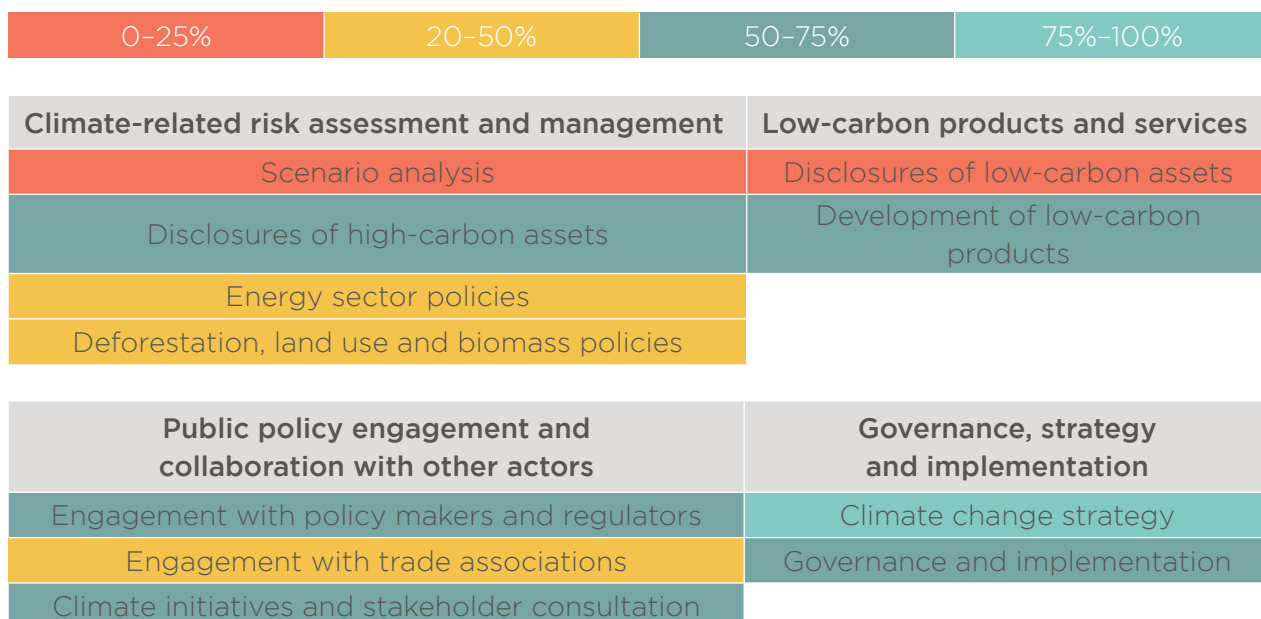 0–25%
20–50%
50–75%
75%–100%
Climate-related risk assessment and management
Low-carbon products and services
Scenario analysis
Disclosures of low-carbon assets
Disclosures of high-carbon assets
Development of low-carbon
products
Energy sector policies
Deforestation, land use and biomass policies
Public policy engagement and
collaboration with other actors
Governance, strategy
and implementation
Engagement with policy makers and regulators
Climate change strategy
Engagement with trade associations
Governance and implementation
Climate initiatives and stakeholder consultation